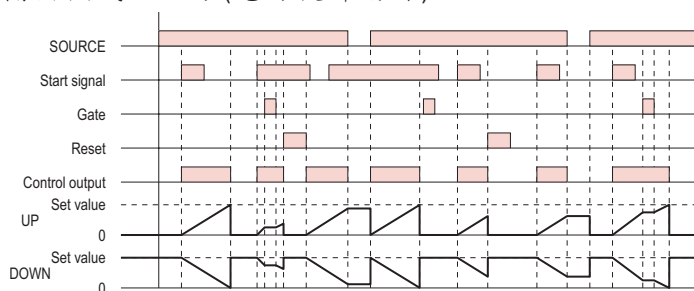 SOURCE
Start signal
Gate
Reset
Control output
Set value
UP
0
Set value
DOWN
0